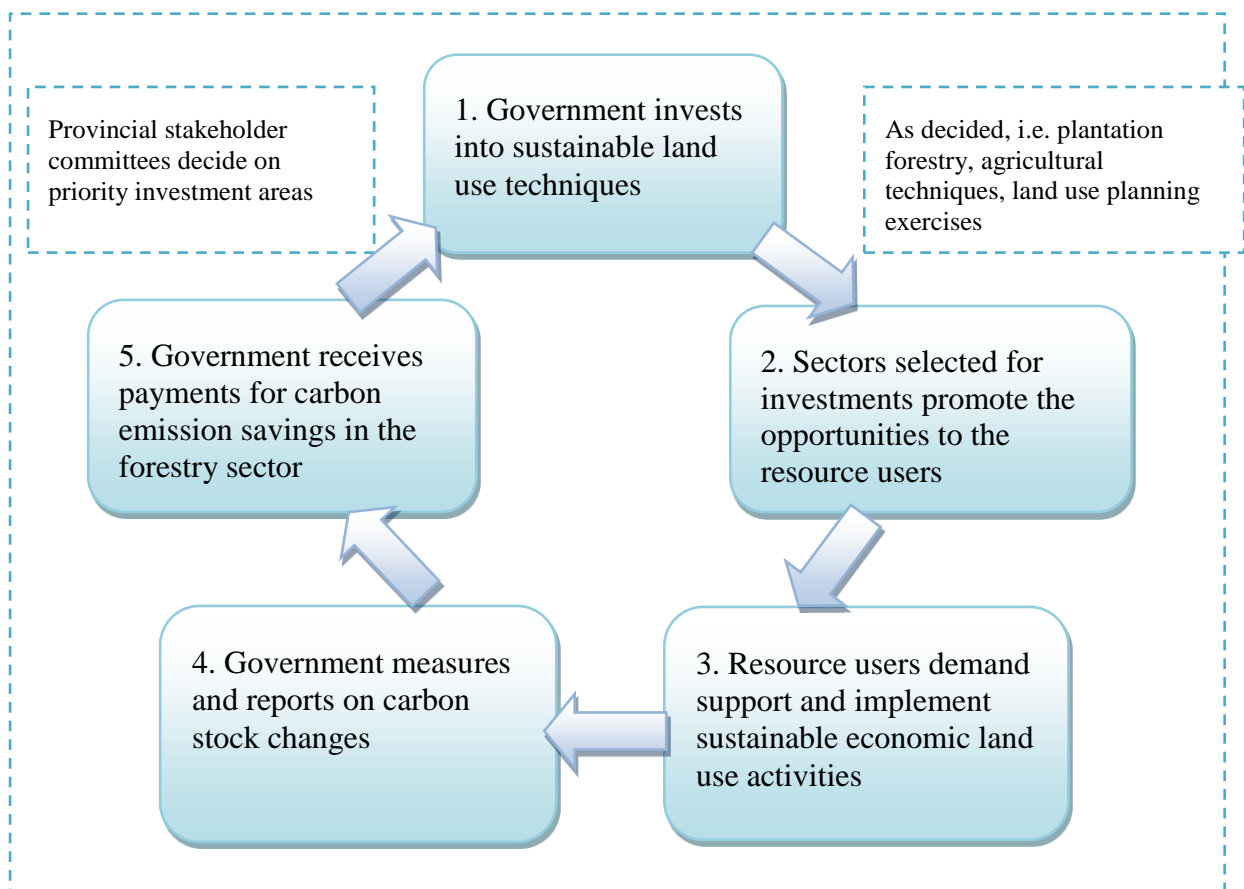 Provincial stakeholder
committees decide on
priority investment areas
1. Government invests
into sustainable land
use techniques
As decided, i.e. plantation
forestry, agricultural
techniques, land use planning
exercises
2. Sectors selected for
investments promote the
opportunities to the
resource users
3. Resource users demand
support and implement
sustainable economic land
use activities
4. Government measures
and reports on carbon
stock changes
5. Government receives
payments for carbon
emission savings in the
forestry sector